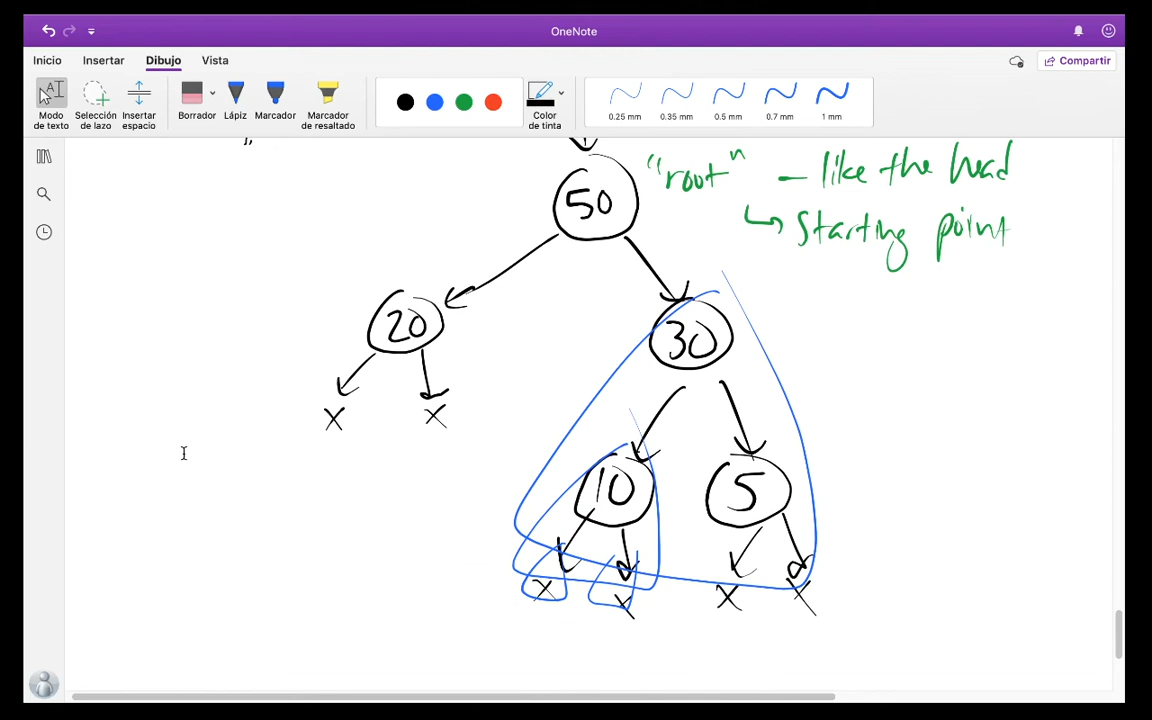 OneNote
Inicio Insertar Dibujo Vista
Compartir
Modo de texto
Selección de lazo
Insertar espacio
Borrador
Lápiz
Marcador
Marcador de resaltado
Color de tinta
0.25 mm 0.35 mm 0.5 mm 0.7 mm 1 mm
};
"root" – like the head
↳ starting point
50
20 30
x x
10 5
x x x x